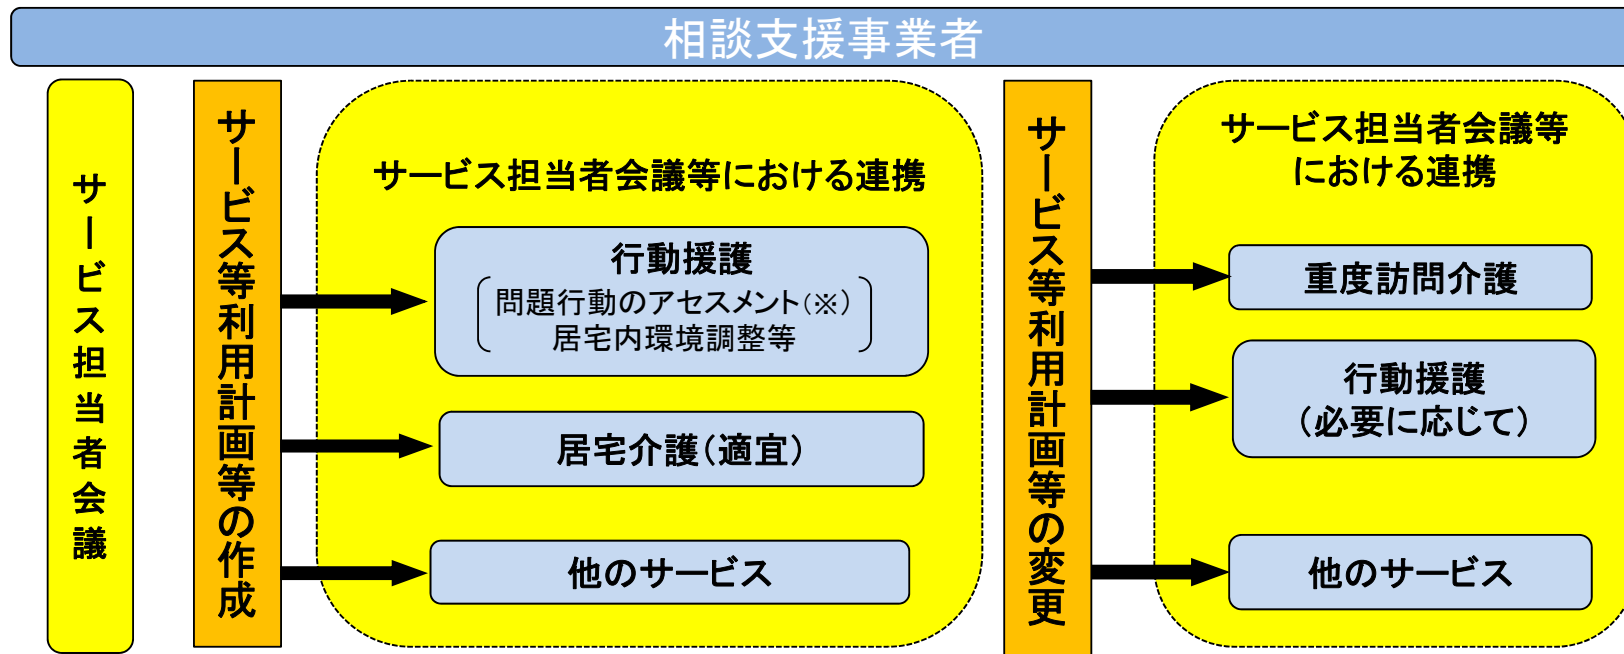 相談支援事業者
サービス担当者会議
サービス等利用計画等の作成
サービス担当者会議等における連携
行動援護
問題行動のアセスメント(※)
居宅内環境調整等
居宅介護(適宜)
他のサービス
サービス等利用計画等の変更
サービス担当者会議等
における連携
重度訪問介護
行動援護
(必要に応じて)
他のサービス